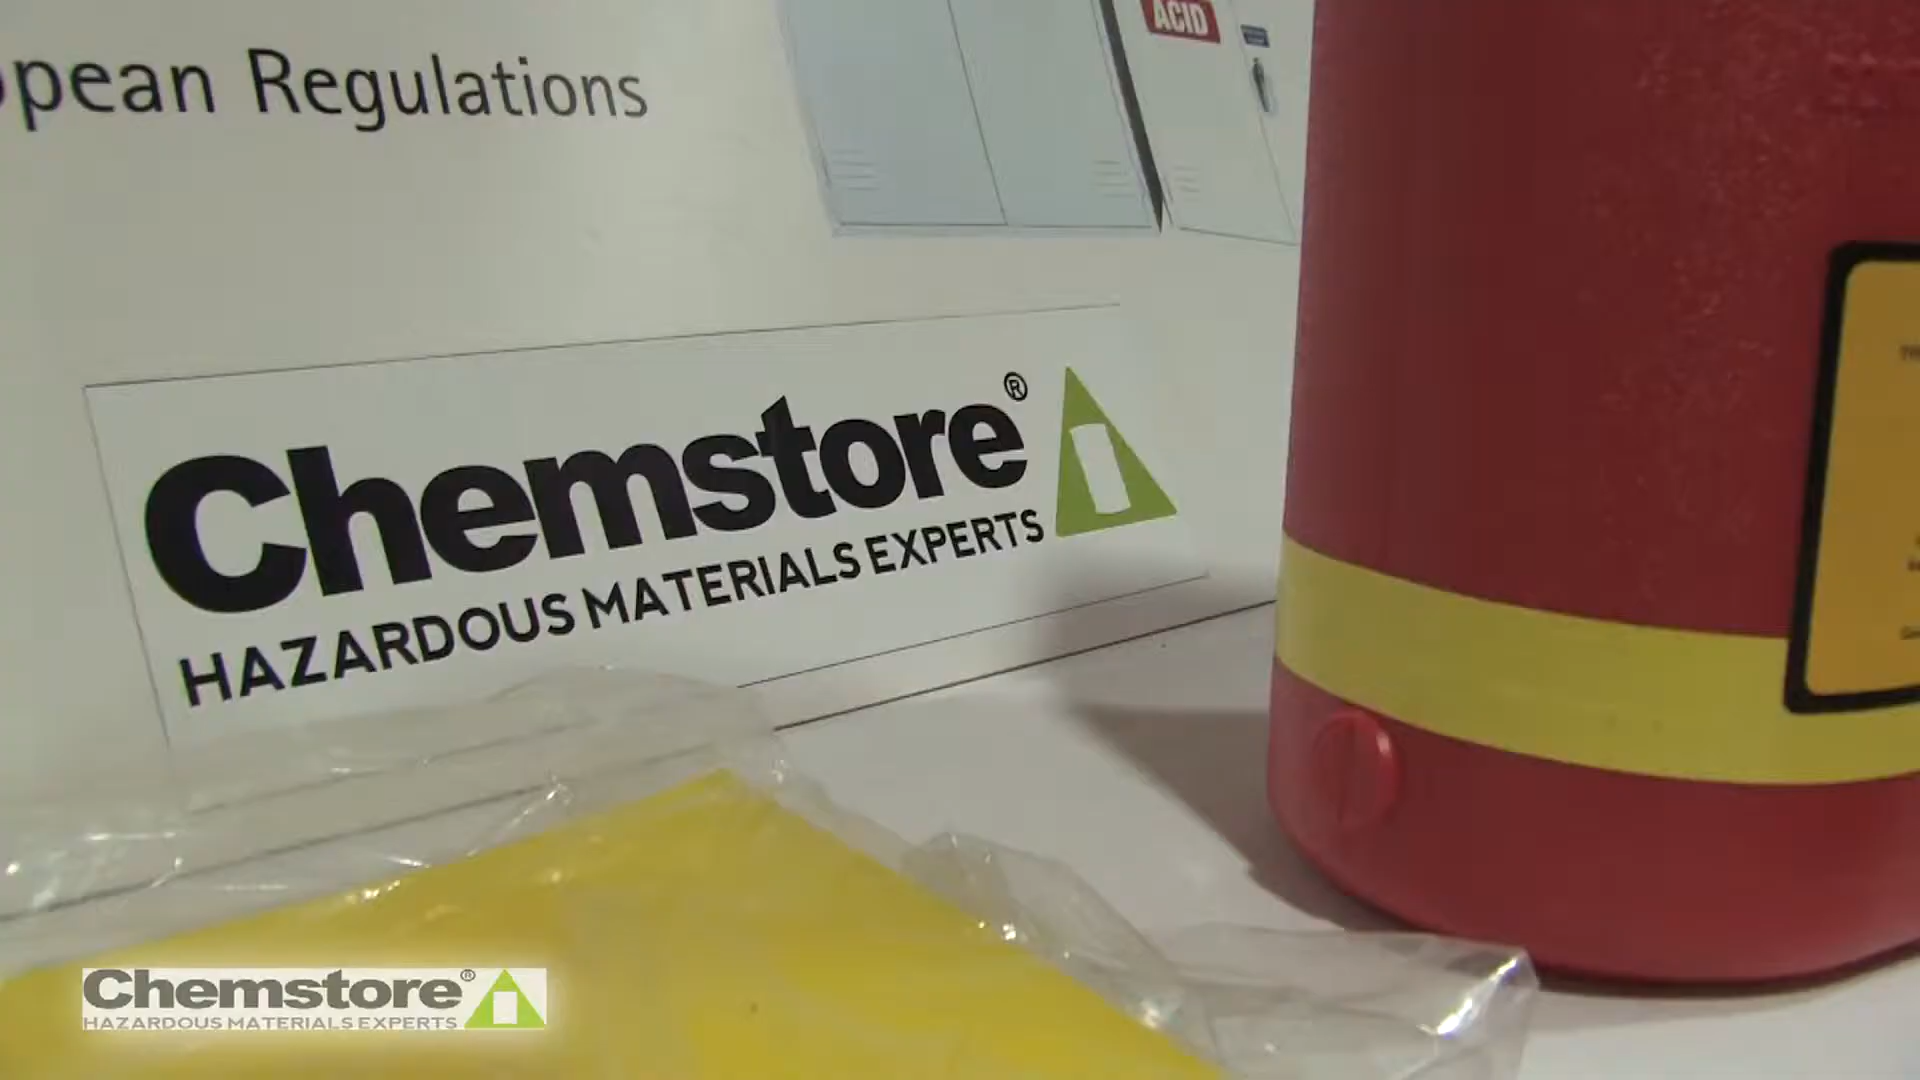 pean Regulations
ACID
Chemstore®
HAZARDOUS MATERIALS EXPERTS
Chemstore®
HAZARDOUS MATERIALS EXPERTS